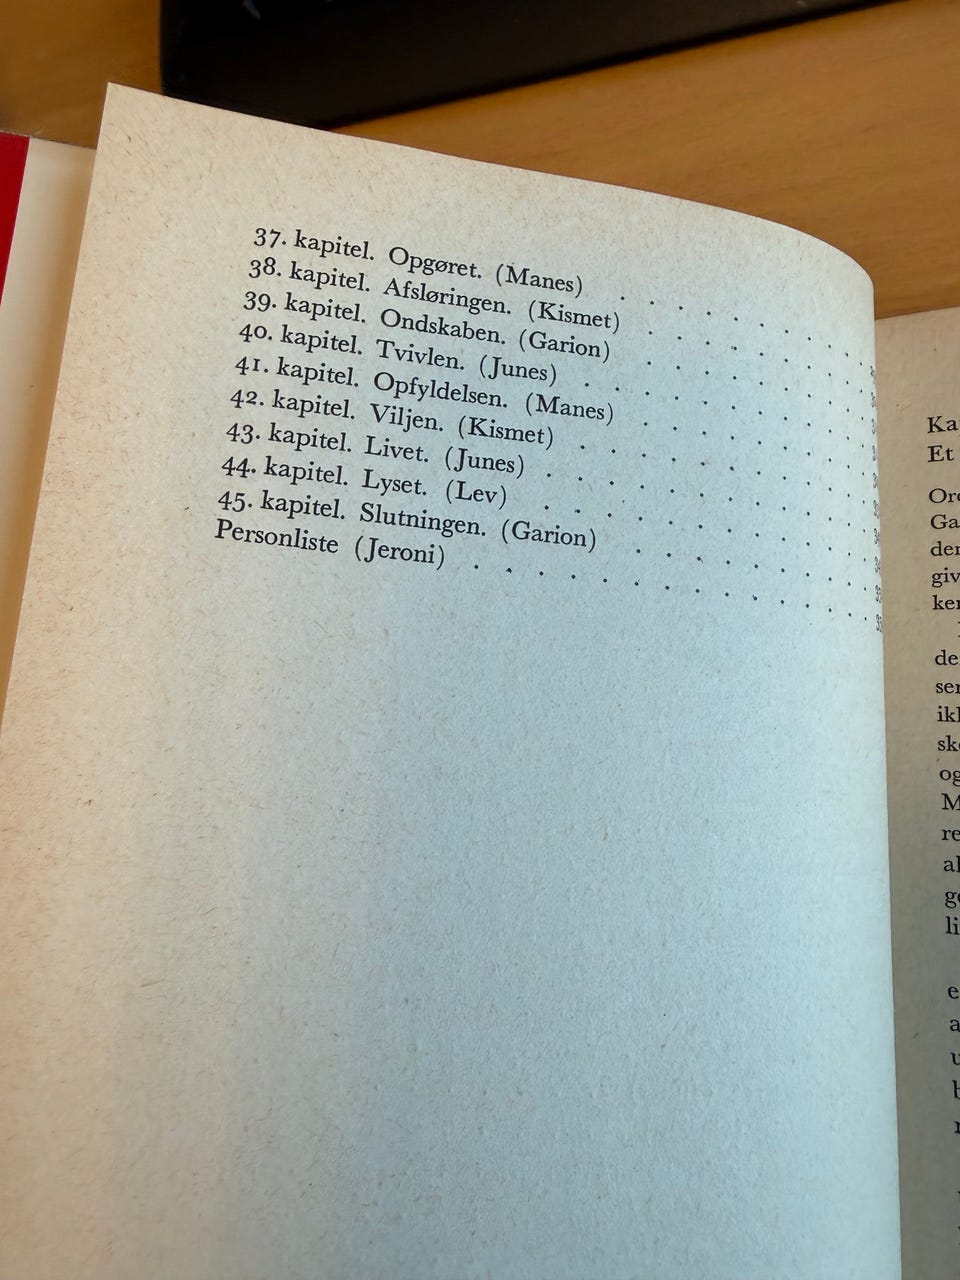 37. kapitel. Opgøret. (Manes) . . . . . . . . . .
38. kapitel. Afsløringen. (Kismet) . . . . . . . . .
39. kapitel. Ondskaben. (Garion) . . . . . . . . .
40. kapitel. Tvivlen. (Junes) . . . . . . . . . . .
41. kapitel. Opfyldelsen. (Manes) . . . . . . . . .
42. kapitel. Viljen. (Kismet) . . . . . . . . . . .
43. kapitel. Livet. (Junes) . . . . . . . . . . . .
44. kapitel. Lyset. (Lev) . . . . . . . . . . . .
45. kapitel. Slutningen. (Garion) . . . . . . . . .
Personliste (Jeroni) . . . . . . . . . . . . . .
Et